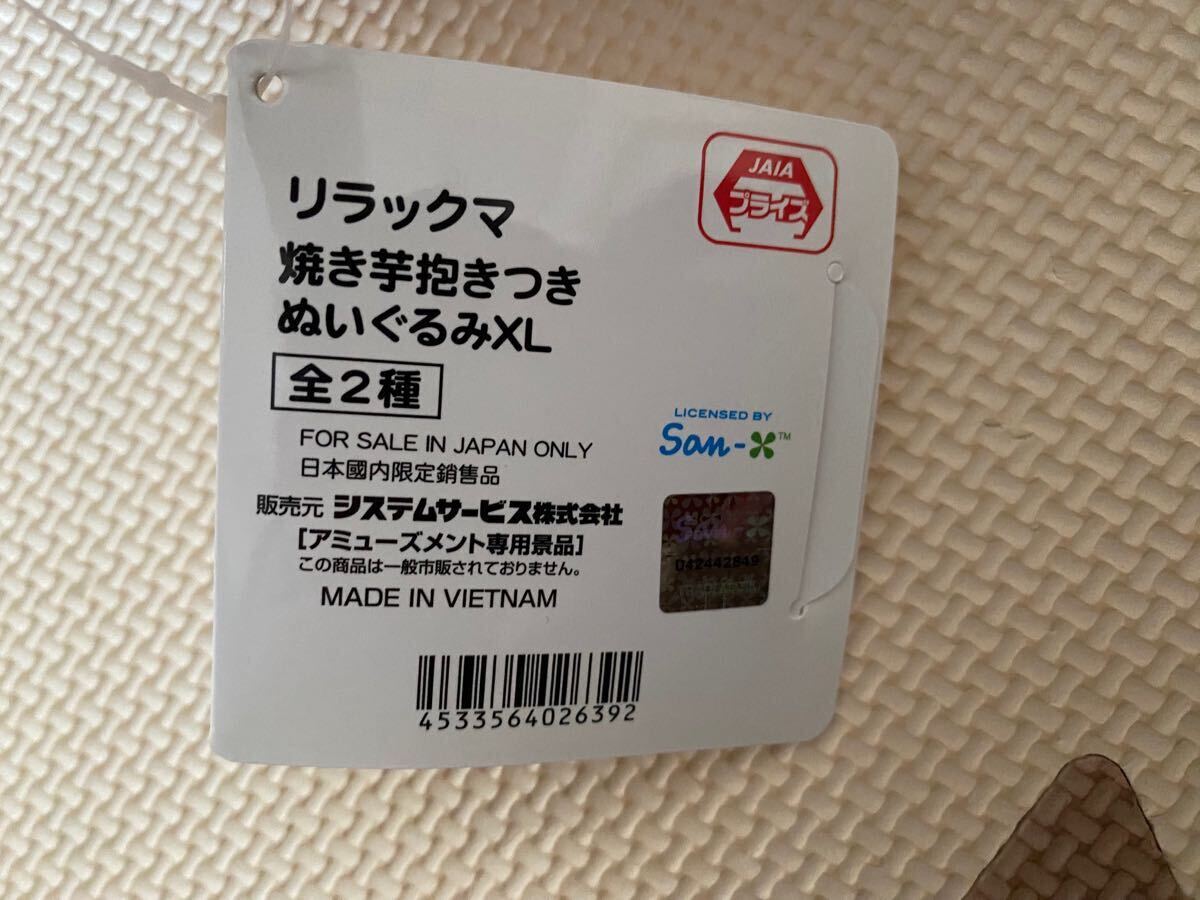 JAIA
プライズ
リラックマ
焼き芋抱きつき
ぬいぐるみXL
全2種
FOR SALE IN JAPAN ONLY
日本國内限定銷售品
販売元 システムサービス株式会社
[アミューズメント専用景品]
この商品は一般市販されておりません。
MADE IN VIETNAM
LICENSED BY
San-X™
San-X
042442849
4533564026392